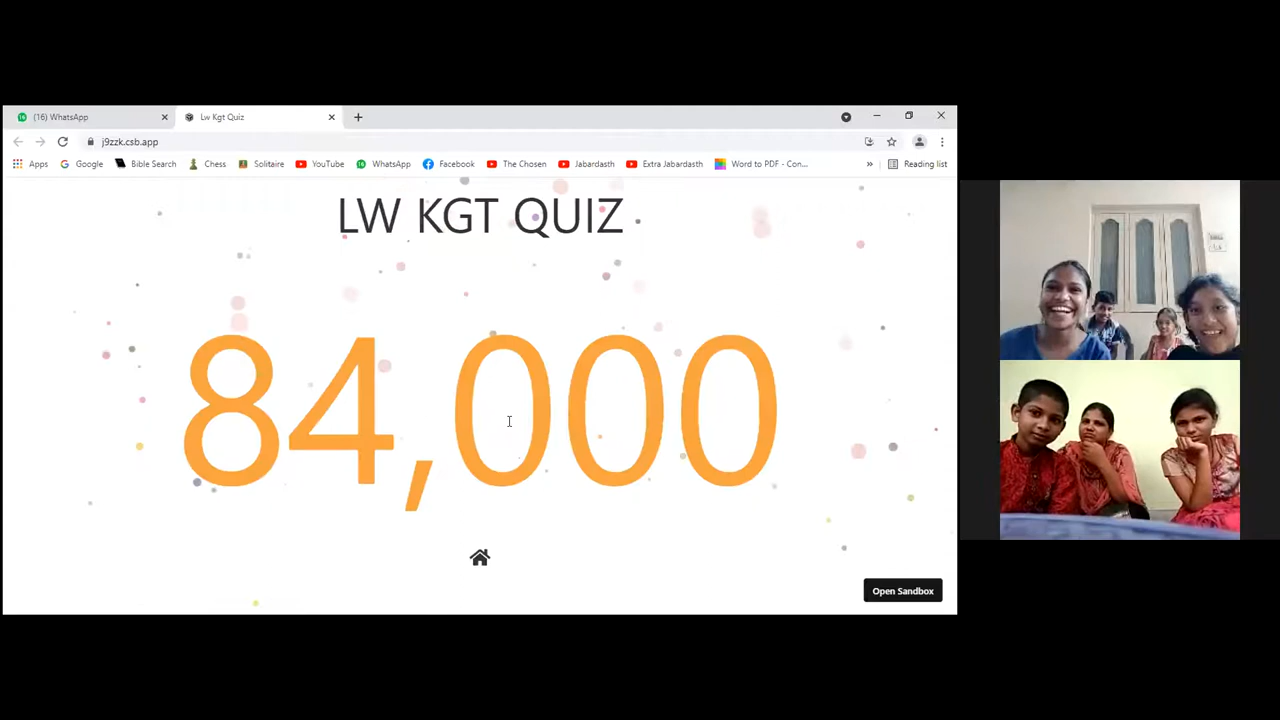 (16) WhatsApp
Lw Kgt Quiz
j9zzk.csb.app
Apps Google Bible Search Chess Solitaire YouTube WhatsApp Facebook The Chosen Jabardasth Extra Jabardasth Word to PDF - Con... » Reading list
LW KGT QUIZ
84,000
Open Sandbox